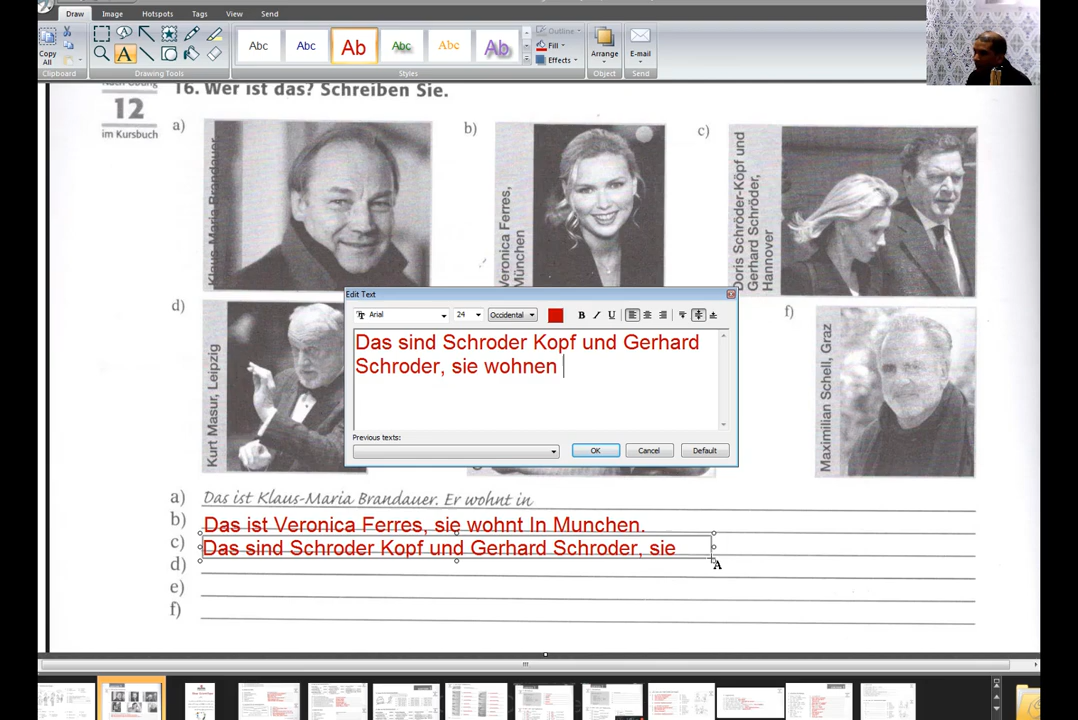 Draw Image Hotspots Tags View Send
Copy All
Abc Abc Ab Abc Abc Ab
Outline
Fill
Effects
Arrange
E-mail
Clipboard Drawing Tools Styles Object Send
Nach Übung
12
im Kursbuch
16. Wer ist das? Schreiben Sie.
a)
Klaus-Maria Brandauer
b)
Veronica Ferres,
München
c)
Doris Schröder-Köpf und
Gerhard Schröder,
Hannover
d)
Kurt Masur, Leipzig
f)
Maximilian Schell, Graz
Edit Text
Arial 24 Occidental B I U
Das sind Schroder Kopf und Gerhard
Schroder, sie wohnen
Previous texts:
OK Cancel Default
a) Das ist Klaus-Maria Brandauer. Er wohnt in
b) Das ist Veronica Ferres, sie wohnt In Munchen.
c) Das sind Schroder Kopf und Gerhard Schroder, sie
d)
e)
f)